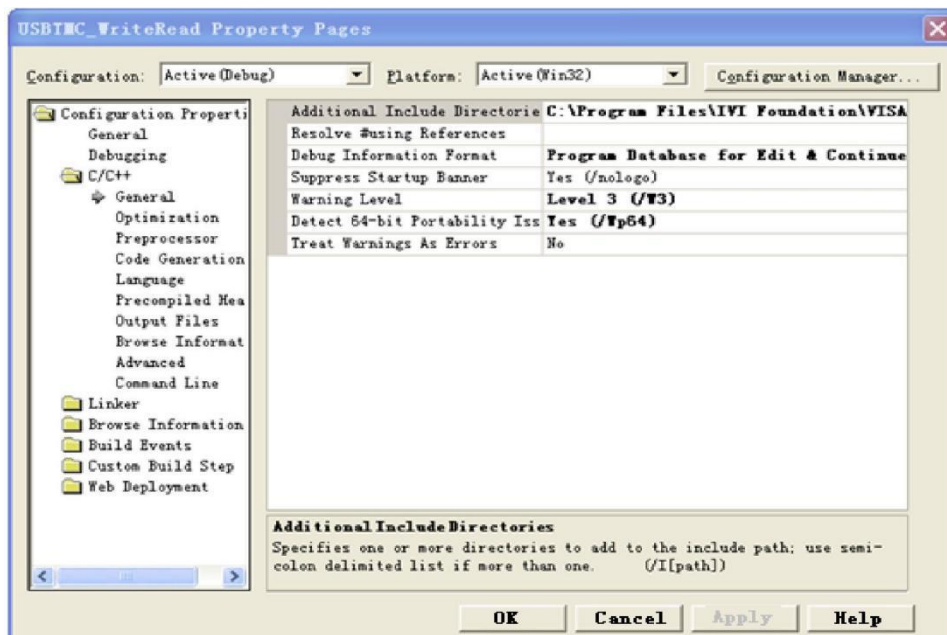 USBTMC_WriteRead Property Pages
Configuration: Active(Debug) Platform: Active(Win32) Configuration Manager...
Configuration Properti
General
Debugging
C/C++
General
Optimization
Preprocessor
Code Generation
Language
Precompiled Hea
Output Files
Browse Informat
Advanced
Command Line
Linker
Browse Information
Build Events
Custom Build Step
Web Deployment
Additional Include Directorie C:\Program Files\IVI Foundation\VISA
Resolve #using References
Debug Information Format Program Database for Edit & Continue
Suppress Startup Banner Yes (/nologo)
Warning Level Level 3 (/W3)
Detect 64-bit Portability Iss Yes (/Wp64)
Treat Warnings As Errors No
Additional Include Directories
Specifies one or more directories to add to the include path; use semi-
colon delimited list if more than one. (/I[path])
OK Cancel Apply Help